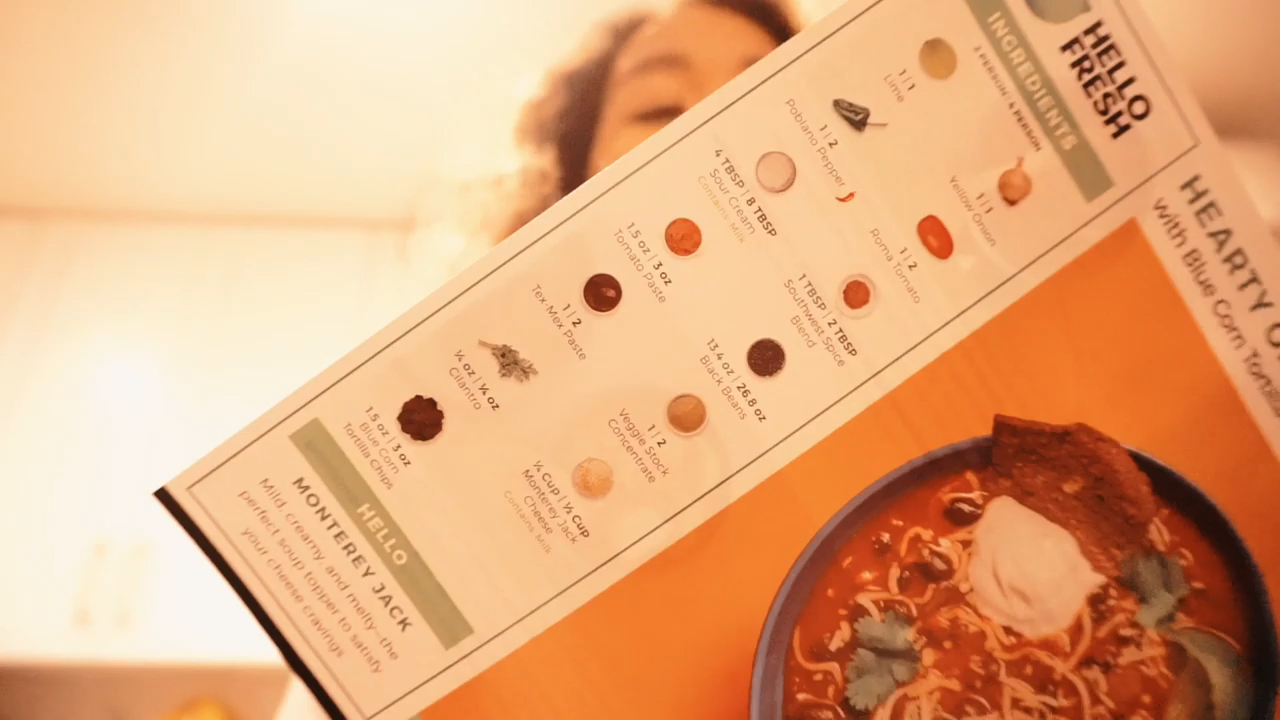 HELLO
FRESH
INGREDIENTS
2 PERSON | 4 PERSON
1 | 1
Yellow Onion
1 | 1
Lime
1 | 2
Poblano Pepper
1 | 2
Roma Tomato
4 TBSP | 8 TBSP
Sour Cream
Contains: Milk
1 TBSP | 2 TBSP
Southwest Spice
Blend
1.5 oz | 3 oz
Tomato Paste
13.4 oz | 26.8 oz
Black Beans
1 | 2
Tex Mex Paste
1 | 2
Veggie Stock
Concentrate
¼ oz | ¼ oz
Cilantro
¼ Cup | ½ Cup
Monterey Jack
Cheese
Contains: Milk
1.5 oz | 3 oz
Blue Corn
Tortilla Chips
HELLO
MONTEREY JACK
Mild, creamy, and melty—the
perfect soup topper to satisfy
your cheese cravings
HEARTY
with Blue Corn